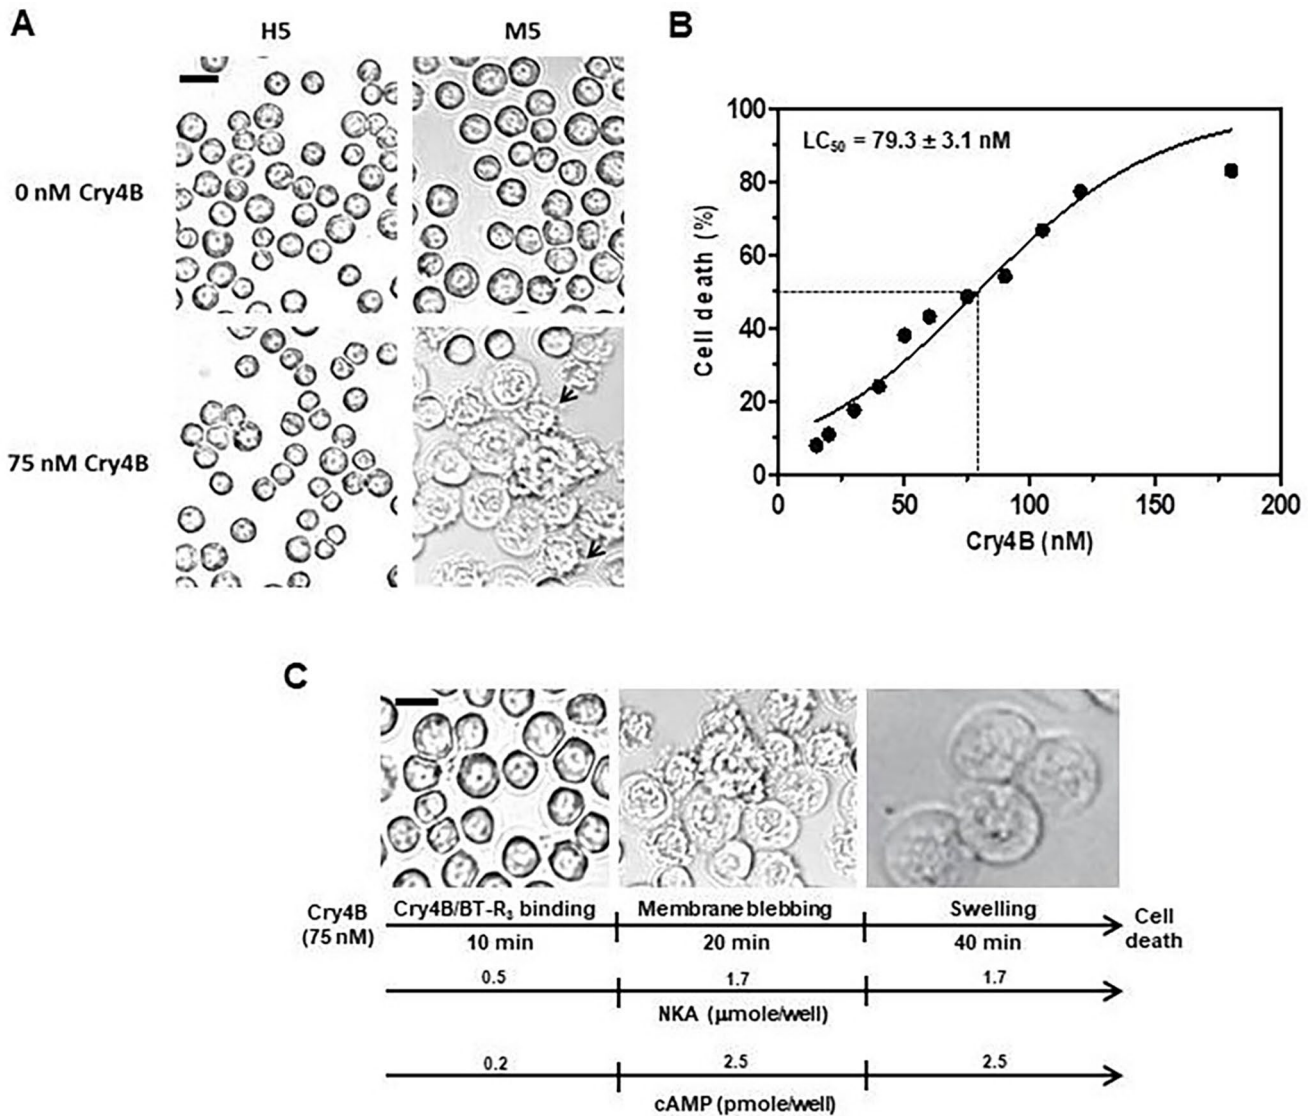 A
H5
M5
0 nM Cry4B
75 nM Cry4B
B
LC50 = 79.3 ± 3.1 nM
100
80
60
40
20
0
Cell death (%)
0 50 100 150 200
Cry4B (nM)
C
Cry4B
(75 nM)
Cry4B/BT-R3 binding
Membrane blebbing
Swelling
Cell
death
10 min
20 min
40 min
0.5
1.7
1.7
NKA (µmole/well)
0.2
2.5
2.5
cAMP (pmole/well)